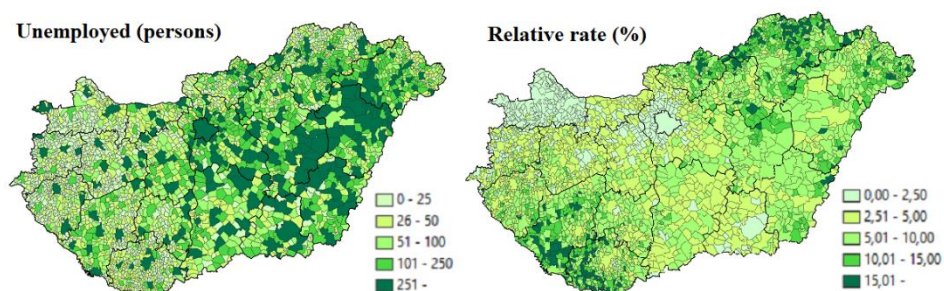 Unemployed (persons)
0 - 25
26 - 50
51 - 100
101 - 250
251 -
Relative rate (%)
0,00 - 2,50
2,51 - 5,00
5,01 - 10,00
10,01 - 15,00
15,01 -